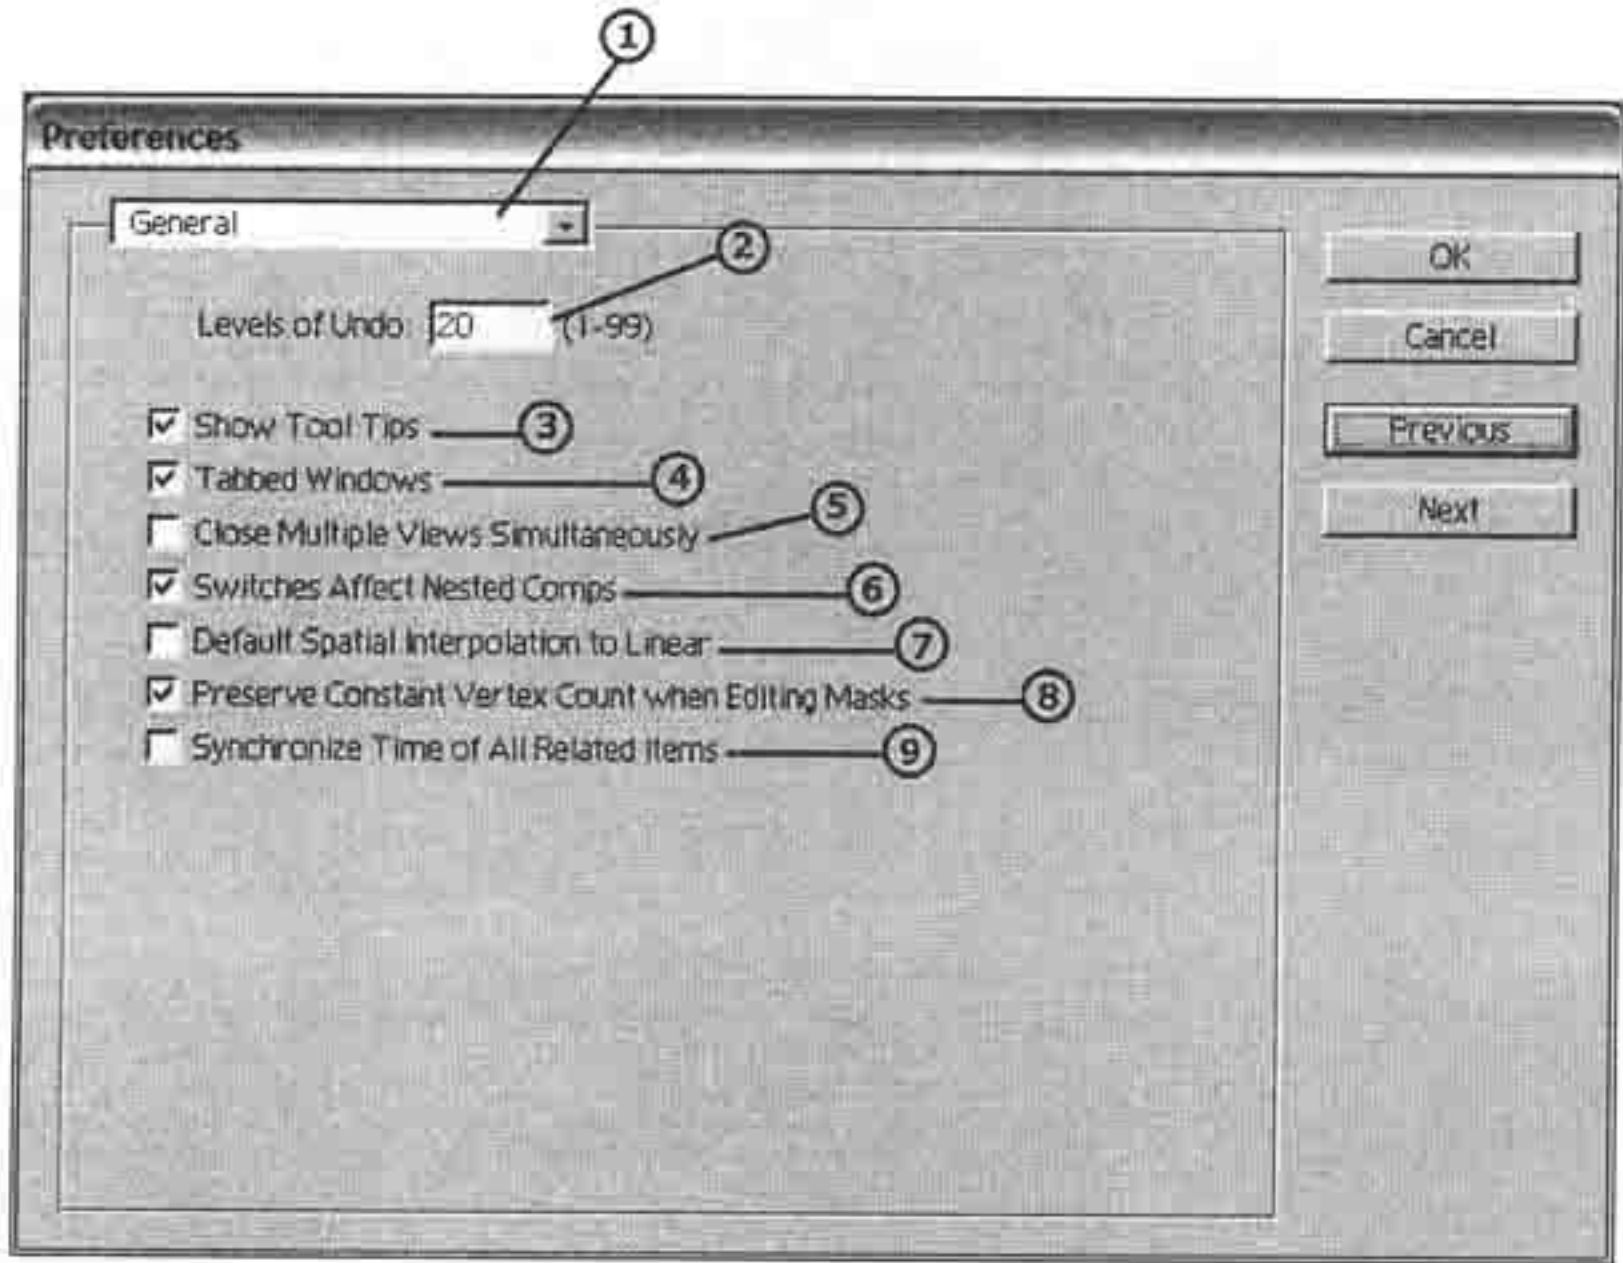 1
Preferences
General
2
OK
Levels of Undo: 20 (1-99)
Cancel
Show Tool Tips 3
Previous
Tabbed Windows 4
Close Multiple Views Simultaneously 5
Next
Switches Affect Nested Comps 6
Default Spatial Interpolation to Linear 7
Preserve Constant Vertex Count when Editing Masks 8
Synchronize Time of All Related Items 9